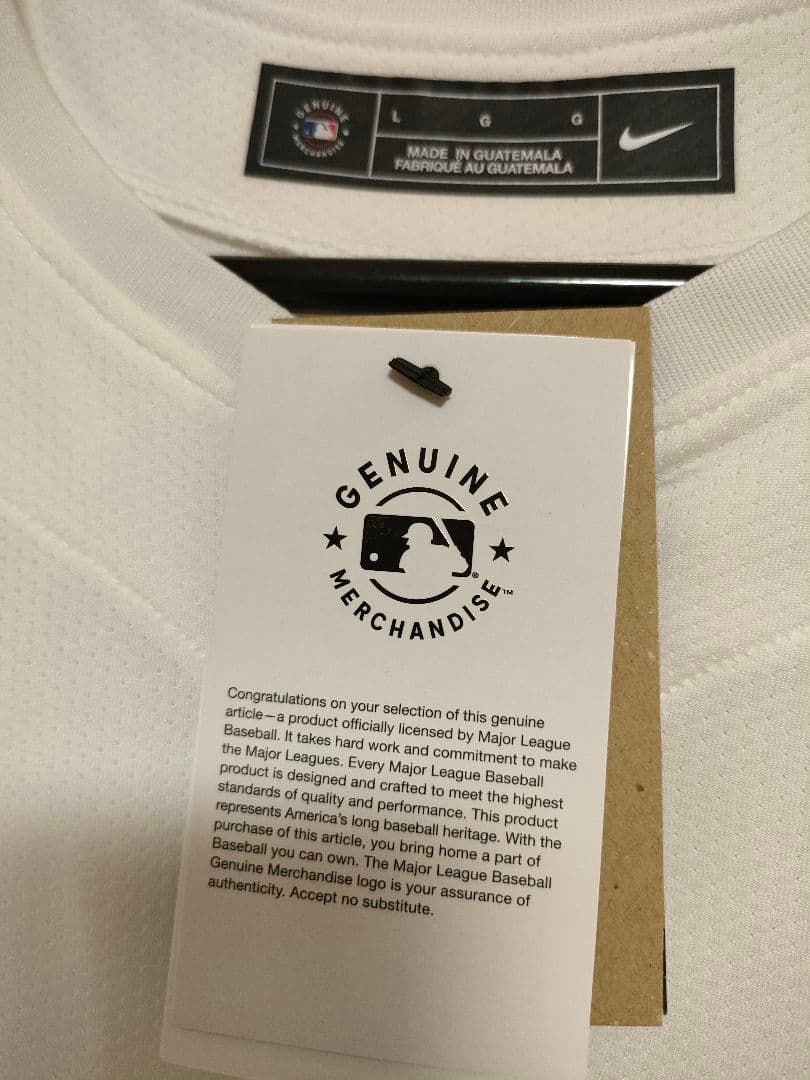 GENUINE
MERCHANDISE
L G G
MADE IN GUATEMALA
FABRIQUÉ AU GUATEMALA
GENUINE
MERCHANDISE™
Congratulations on your selection of this genuine
article—a product officially licensed by Major League
Baseball. It takes hard work and commitment to make
the Major Leagues. Every Major League Baseball
product is designed and crafted to meet the highest
standards of quality and performance. This product
represents America's long baseball heritage. With the
purchase of this article, you bring home a part of
Baseball you can own. The Major League Baseball
Genuine Merchandise logo is your assurance of
authenticity. Accept no substitute.